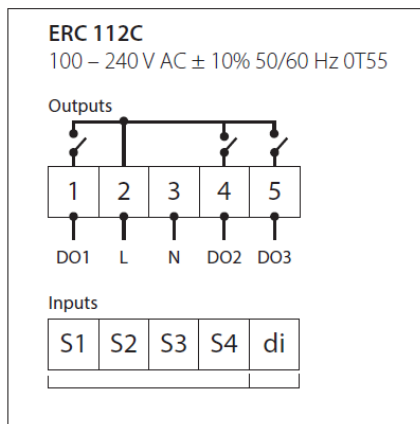 ERC 112C
100 – 240 V AC ± 10% 50/60 Hz 0T55
Outputs
1 2 3 4 5
DO1 L N DO2 DO3
Inputs
S1 S2 S3 S4 di